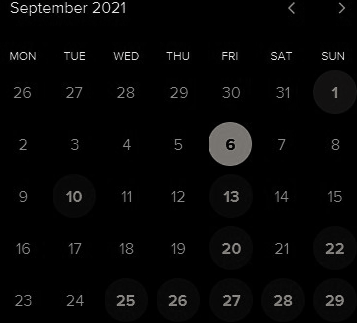 September 2021
MON TUE WED THU FRI SAT SUN
26 27 28 29 30 31 1
2 3 4 5 6 7 8
9 10 11 12 13 14 15
16 17 18 19 20 21 22
23 24 25 26 27 28 29